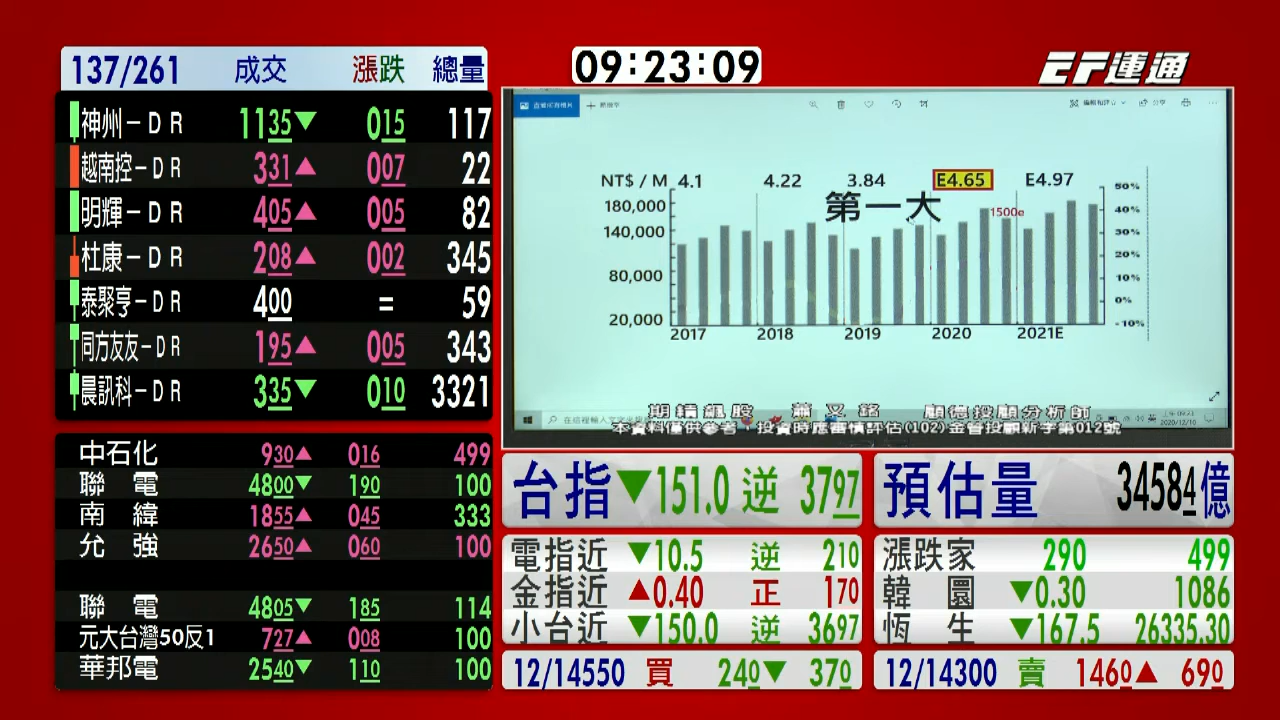 137/261 成交 漲跌 總量
神州-DR 1135▼ 015 117
越南控-DR 331▲ 007 22
明輝-DR 405▲ 005 82
杜康-DR 208▲ 002 345
泰聚亨-DR 400 = 59
同方友友-DR 195▲ 005 343
晨訊科-DR 335▼ 010 3321
中石化 930▲ 016 499
聯電 4800▼ 190 100
南緯 1855▲ 045 333
允強 2650▲ 060 100
聯電 4805▼ 185 114
元大台灣50反1 727▲ 008 100
華邦電 2540▼ 110 100
09:23:09
EF運通
NT$ / M 4.1 4.22 3.84 E4.65 E4.97
第一大
1500e
180,000
140,000
80,000
20,000
50%
40%
30%
20%
10%
0%
-10%
2017 2018 2019 2020 2021E
期績飆股 蕭又銘 顧德投顧分析師
本資料僅供參考，投資時應審慎評估(102)金管投顧新字第012號
2020/12/10
台指▼151.0 逆 3797
預估量 34584億
電指近 ▼10.5 逆 210
金指近 ▲0.40 正 170
小台近 ▼150.0 逆 3697
漲跌家 290 499
韓圜 ▼0.30 1086
恆生 ▼167.5 26335.30
12/14550 買 240▼ 370
12/14300 賣 1460▲ 690